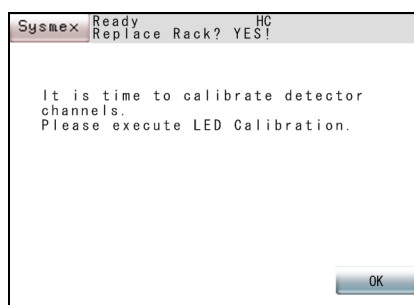 Sysmex
Ready HC
Replace Rack? YES!
It is time to calibrate detector
channels.
Please execute LED Calibration.
OK